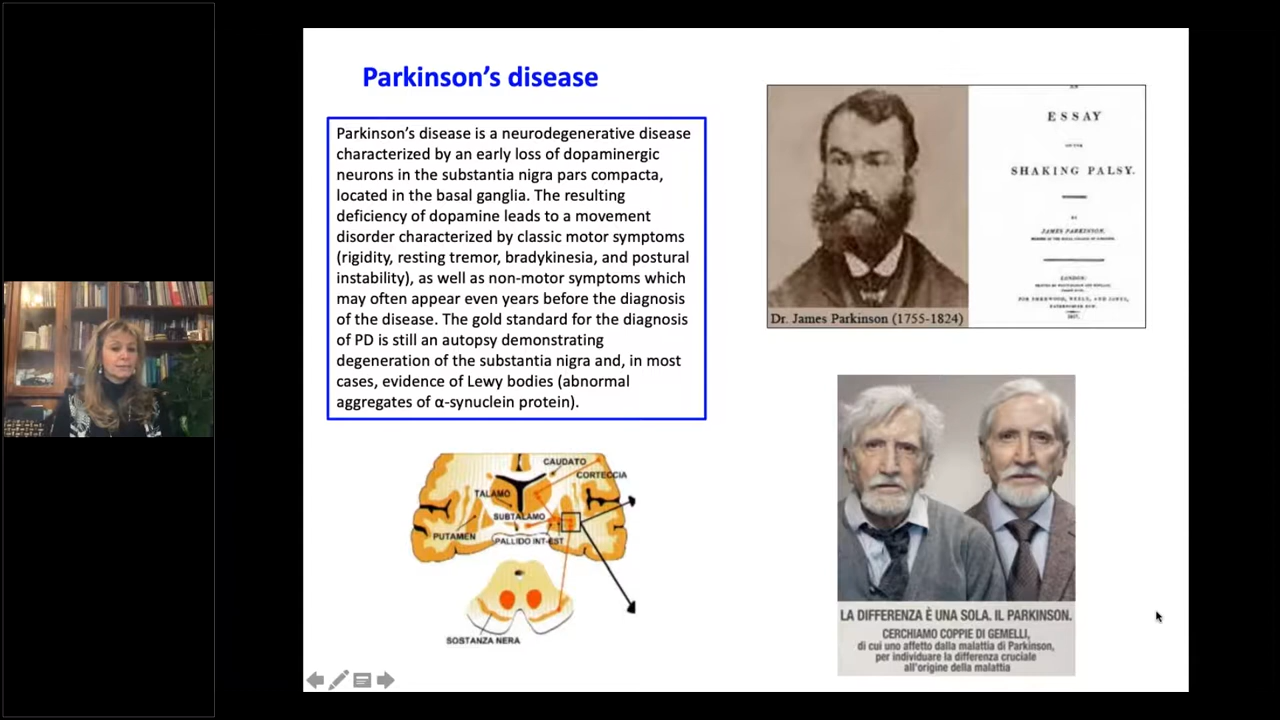 Parkinson's disease
Parkinson's disease is a neurodegenerative disease
characterized by an early loss of dopaminergic
neurons in the substantia nigra pars compacta,
located in the basal ganglia. The resulting
deficiency of dopamine leads to a movement
disorder characterized by classic motor symptoms
(rigidity, resting tremor, bradykinesia, and postural
instability), as well as non-motor symptoms which
may often appear even years before the diagnosis
of the disease. The gold standard for the diagnosis
of PD is still an autopsy demonstrating
degeneration of the substantia nigra and, in most
cases, evidence of Lewy bodies (abnormal
aggregates of α-synuclein protein).
ESSAY
SHAKING PALSY.
BY
JAMES PARKINSON,
LONDON:
1817.
Dr. James Parkinson (1755-1824)
CAUDATO
CORTECCIA
TALAMO
SUBTALAMO
PUTAMEN
PALLIDO INT-EST
SOSTANZA NERA
LA DIFFERENZA È UNA SOLA. IL PARKINSON.
CERCHIAMO COPPIE DI GEMELLI,
di cui uno affetto dalla malattia di Parkinson,
per individuare la differenza cruciale
all'origine della malattia